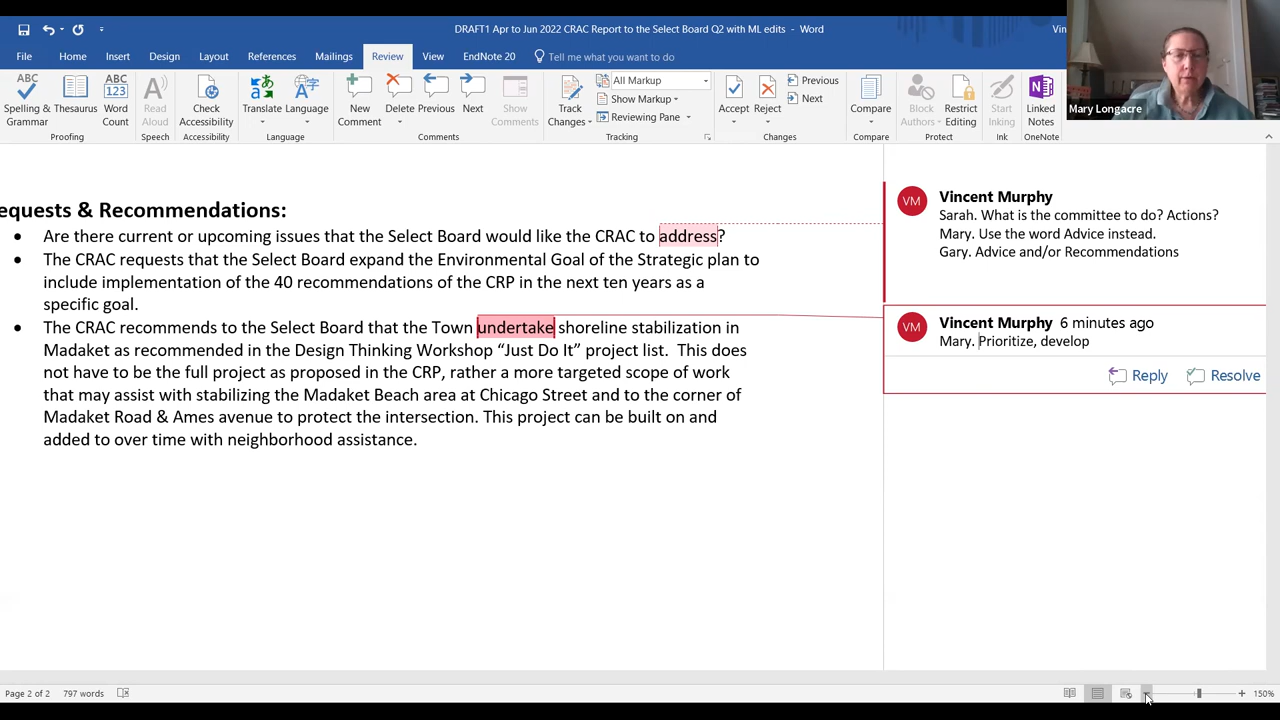 DRAFT1 Apr to Jun 2022 CRAC Report to the Select Board Q2 with ML edits - Word
File Home Insert Design Layout References Mailings Review View EndNote 20 Tell me what you want to do
Spelling & Grammar
Thesaurus
Word Count
Proofing
Read Aloud
Speech
Check Accessibility
Accessibility
Translate
Language
Language
New Comment
Delete
Previous
Next
Show Comments
Comments
Track Changes
All Markup
Show Markup
Reviewing Pane
Tracking
Accept
Reject
Previous
Next
Changes
Compare
Compare
Block Authors
Restrict Editing
Protect
Start Inking
Ink
Linked Notes
OneNote
Mary Longacre
equests & Recommendations:
• Are there current or upcoming issues that the Select Board would like the CRAC to address?
• The CRAC requests that the Select Board expand the Environmental Goal of the Strategic plan to
include implementation of the 40 recommendations of the CRP in the next ten years as a
specific goal.
• The CRAC recommends to the Select Board that the Town undertake shoreline stabilization in
Madaket as recommended in the Design Thinking Workshop “Just Do It” project list. This does
not have to be the full project as proposed in the CRP, rather a more targeted scope of work
that may assist with stabilizing the Madaket Beach area at Chicago Street and to the corner of
Madaket Road & Ames avenue to protect the intersection. This project can be built on and
added to over time with neighborhood assistance.
VM
Vincent Murphy
Sarah. What is the committee to do? Actions?
Mary. Use the word Advice instead.
Gary. Advice and/or Recommendations
VM
Vincent Murphy 6 minutes ago
Mary. Prioritize, develop
Reply Resolve
Page 2 of 2 797 words
150%